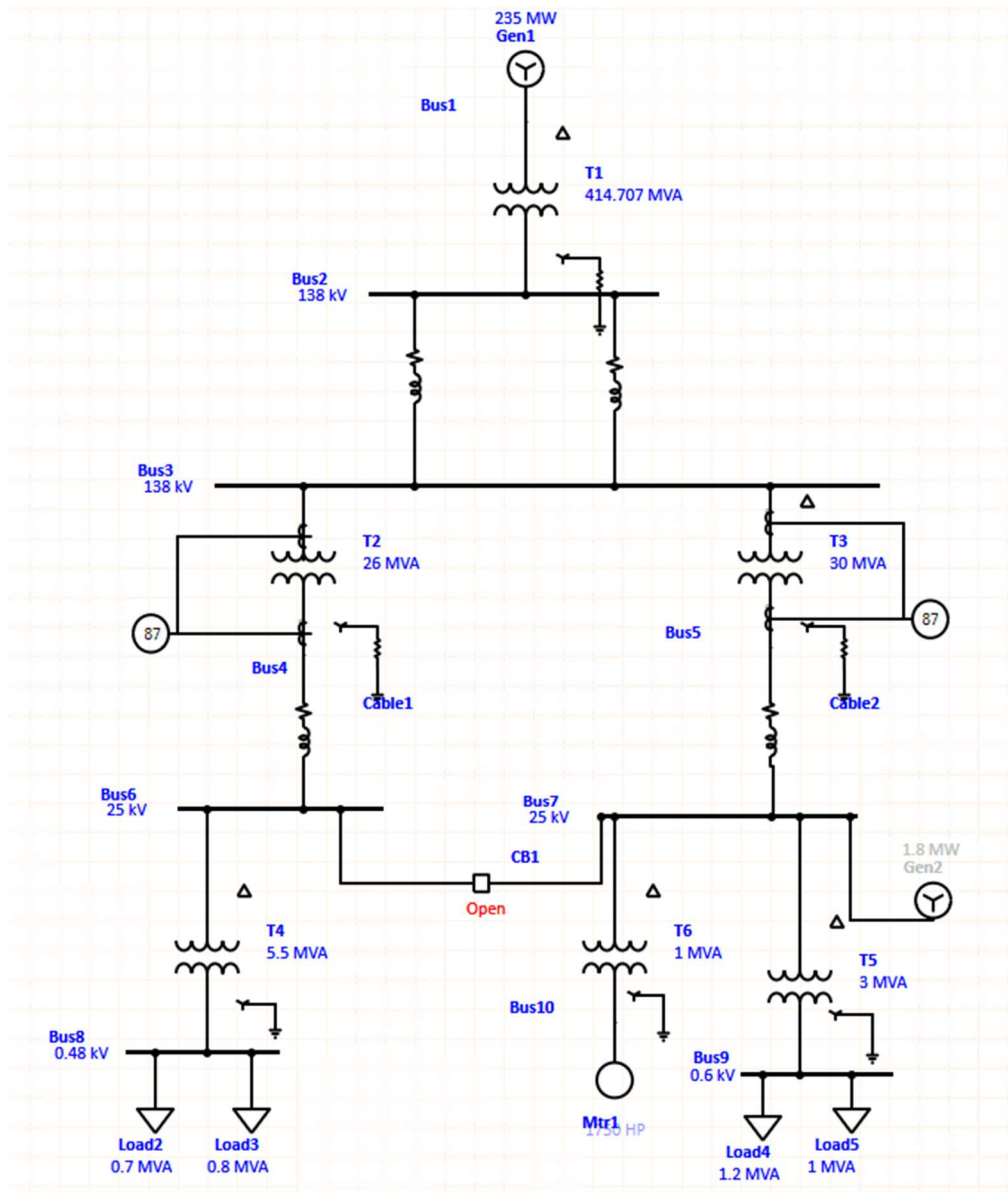 235 MW
Gen1
Bus1
T1
414.707 MVA
Bus2
138 kV
Bus3
138 kV
T2
26 MVA
T3
30 MVA
87
87
Bus4
Bus5
Cable1
Cable2
Bus6
25 kV
Bus7
25 kV
CB1
Open
1.8 MW
Gen2
T4
5.5 MVA
T6
1 MVA
T5
3 MVA
Bus10
Bus8
0.48 kV
Bus9
0.6 kV
Mtr1
1750 HP
Load2
0.7 MVA
Load3
0.8 MVA
Load4
1.2 MVA
Load5
1 MVA